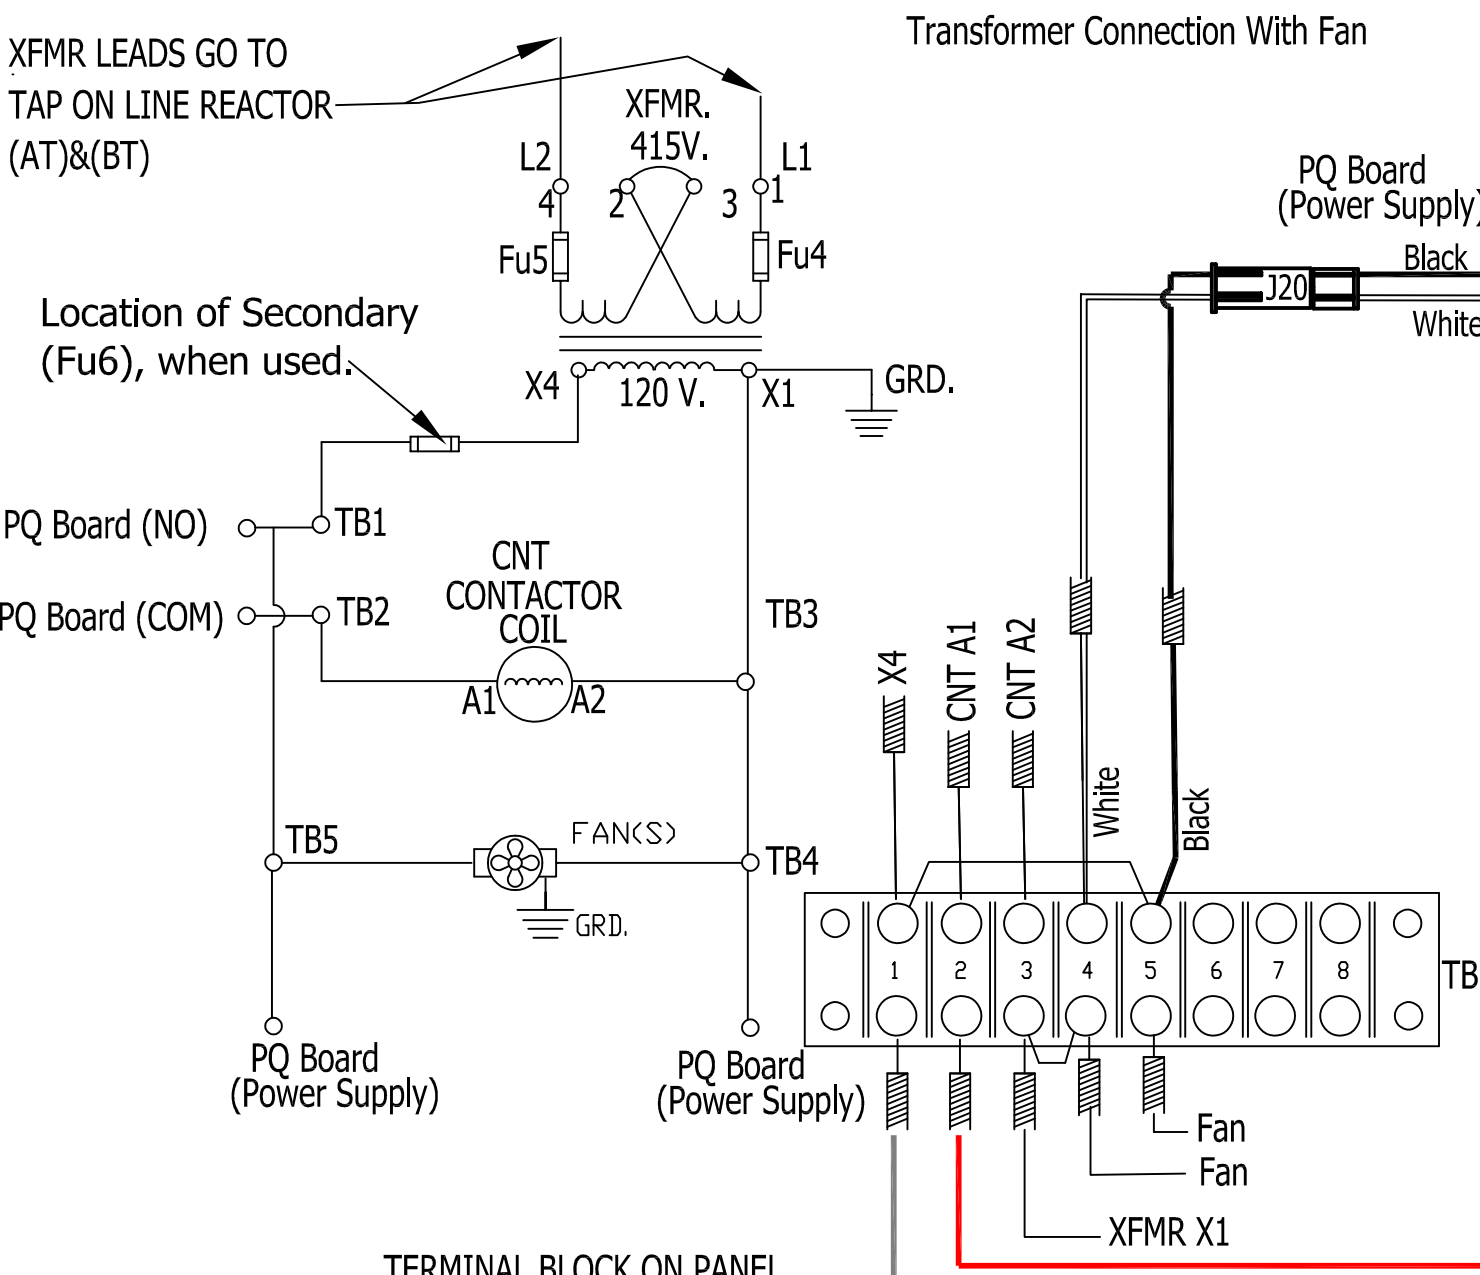 Transformer Connection With Fan
XFMR LEADS GO TO
TAP ON LINE REACTOR
(AT)&(BT)
XFMR.
415V.
L2
L1
4
2
3
1
Fu5
Fu4
Location of Secondary
(Fu6), when used.
X4
120 V.
X1
GRD.
PQ Board (NO)
TB1
CNT
CONTACTOR
COIL
PQ Board (COM)
TB2
TB3
A1
A2
TB5
FAN(S)
TB4
GRD.
PQ Board
(Power Supply)
PQ Board
(Power Supply)
PQ Board
(Power Supply)
Black
J20
White
X4
CNT A1
CNT A2
White
Black
1
2
3
4
5
6
7
8
TB
Fan
Fan
XFMR X1
TERMINAL BLOCK ON PANEL